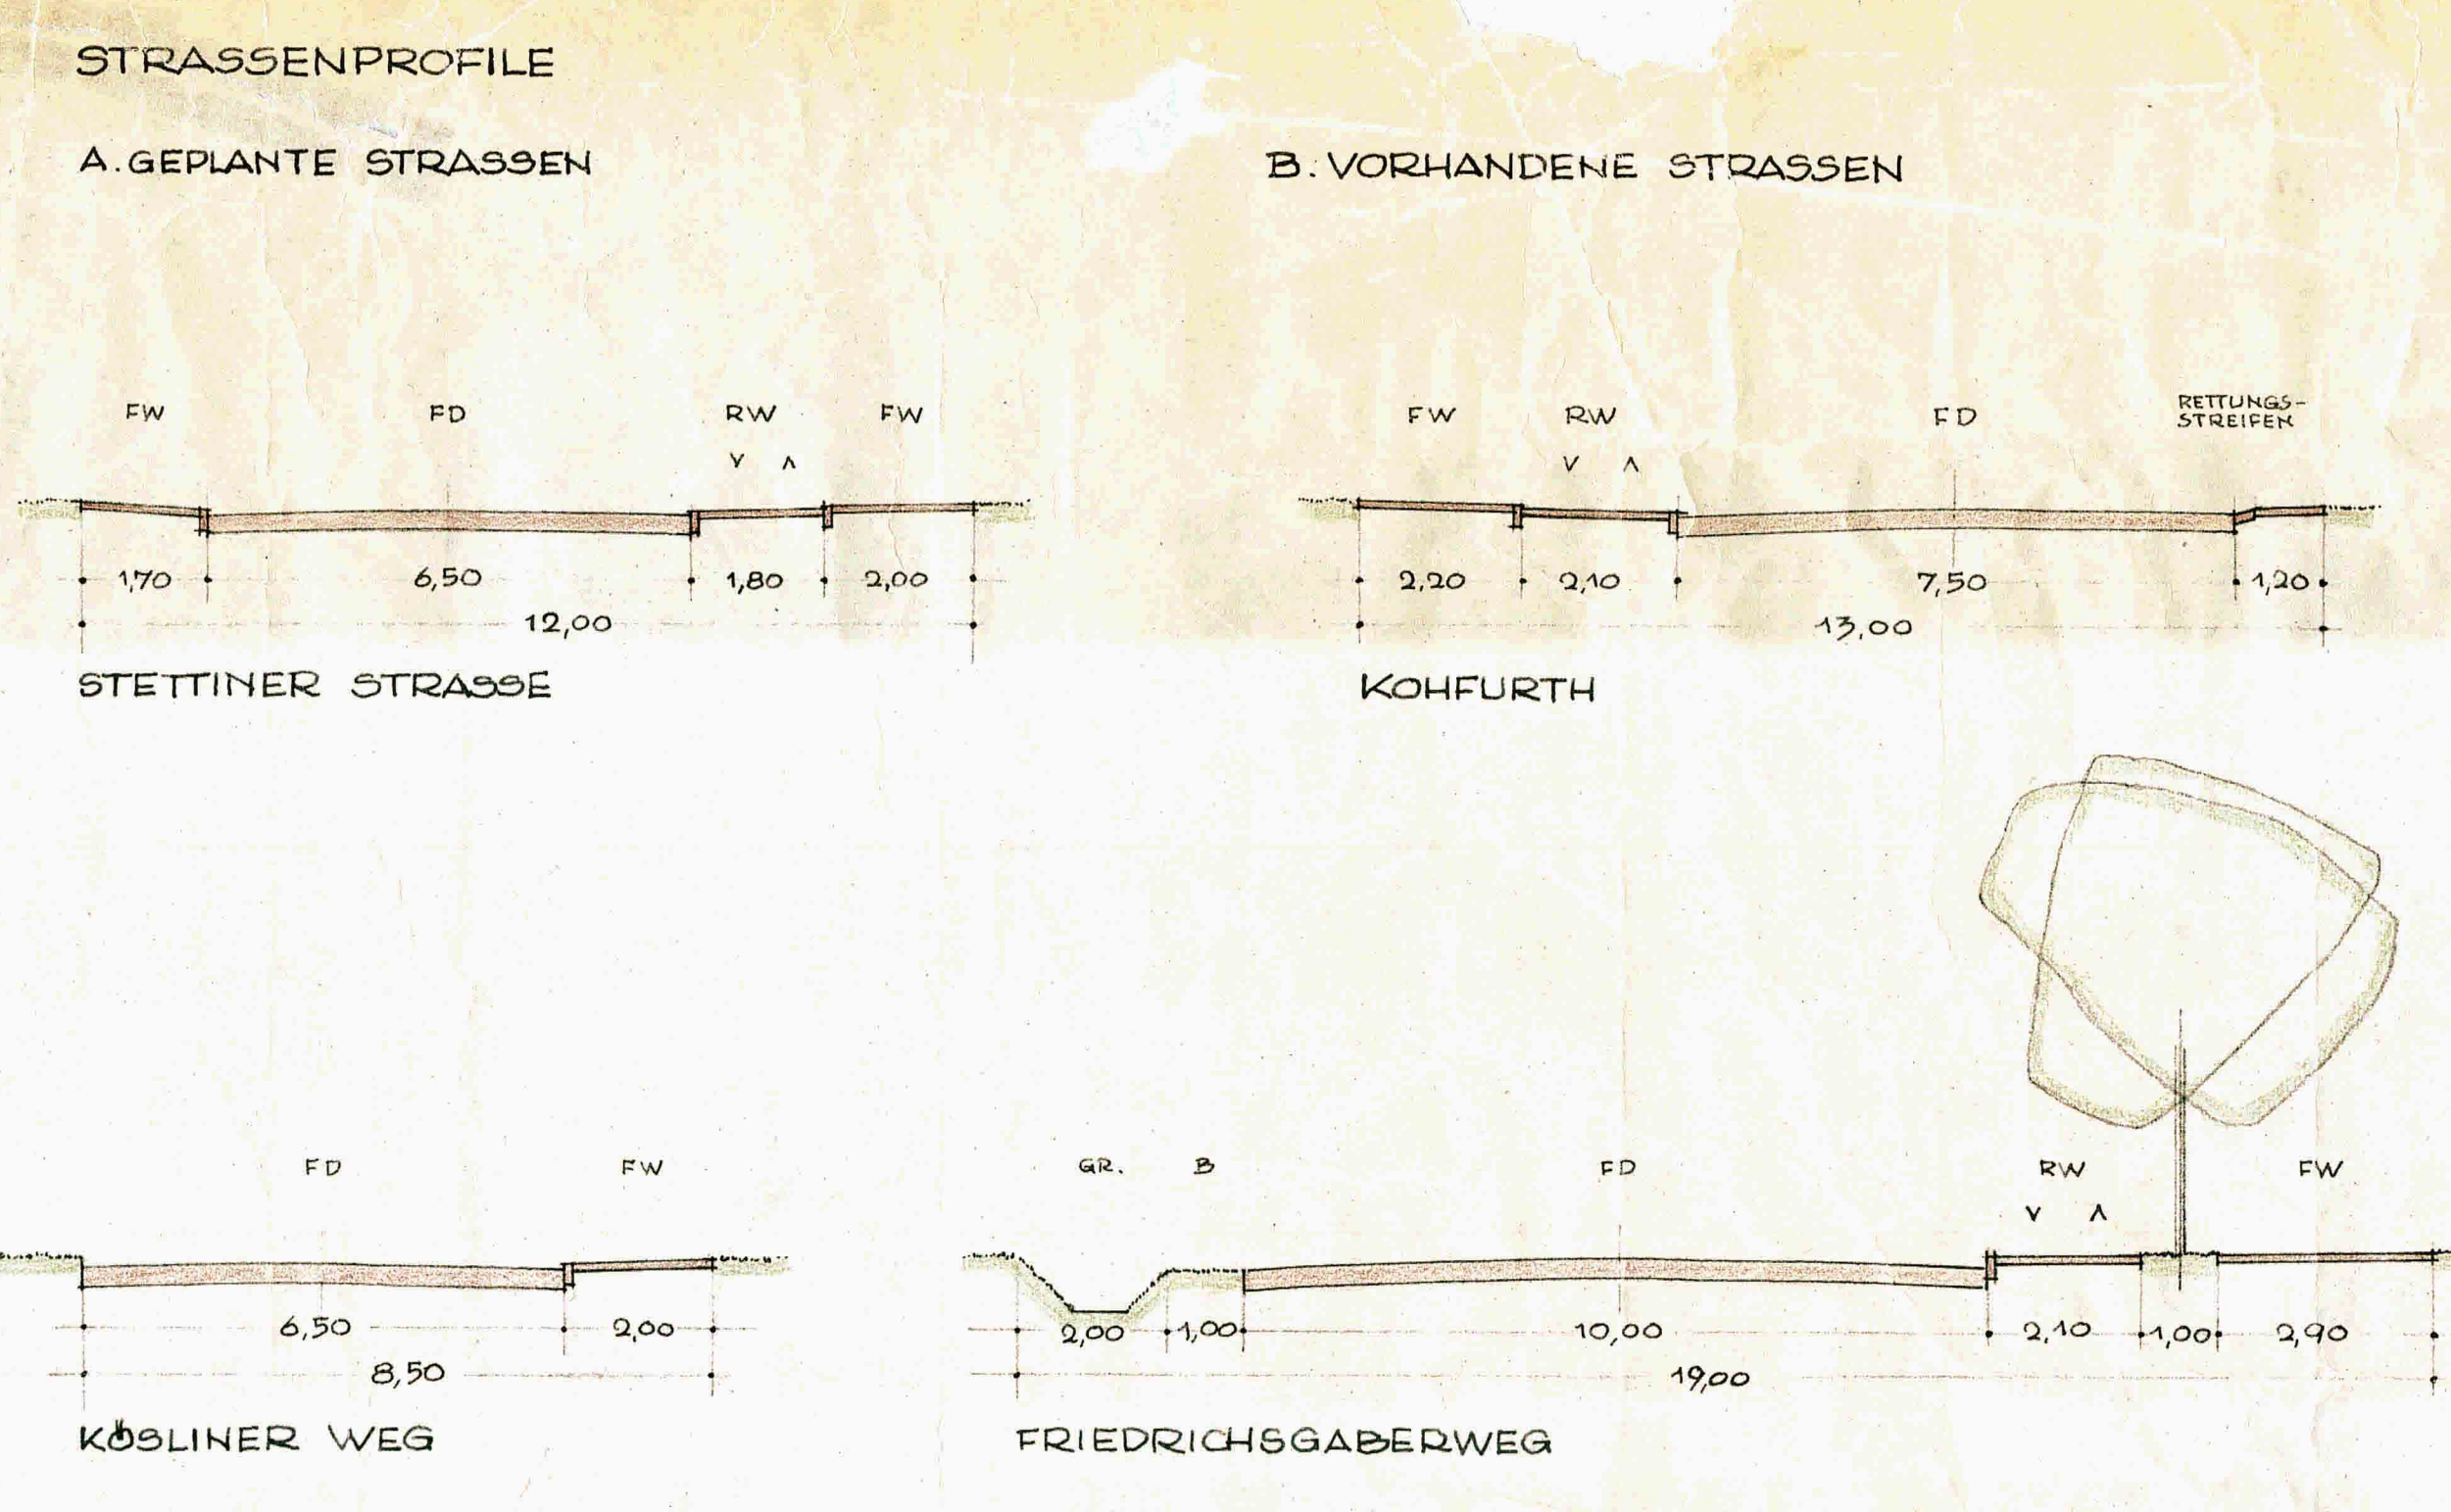 STRASSENPROFILE
A. GEPLANTE STRASSEN
B. VORHANDENE STRASSEN
FW FD RW FW
V Λ
1,70 6,50 1,80 2,00
12,00
STETTINER STRASSE
FW RW FD RETTUNGS-
STREIFEN
V Λ
2,20 2,10 7,50 1,20
13,00
KOHFURTH
FD FW
6,50 2,00
8,50
KÖSLINER WEG
GR. B FD RW FW
V Λ
2,00 1,00 10,00 2,10 1,00 2,90
19,00
FRIEDRICHSGABERWEG